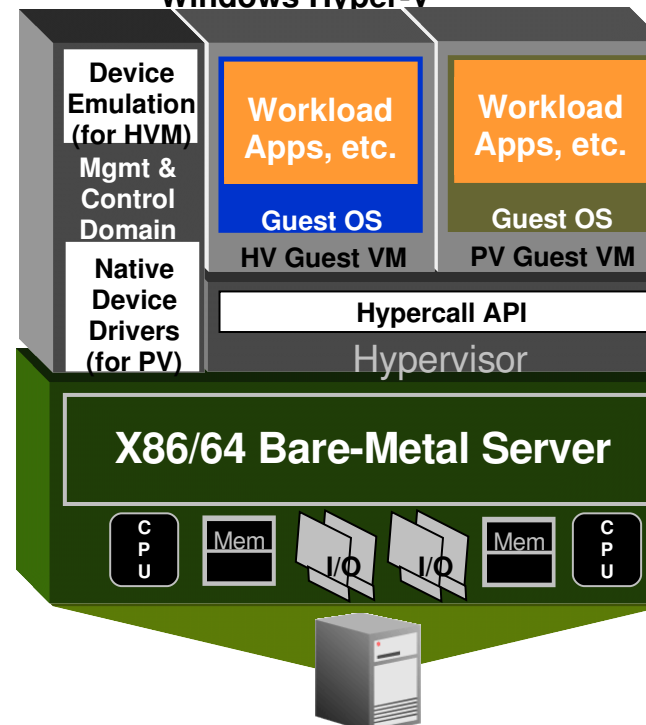 Windows Hyper-V
Device
Emulation
(for HVM)
Mgmt &
Control
Domain
Native
Device
Drivers
(for PV)
Workload
Apps, etc.
Guest OS
HV Guest VM
Workload
Apps, etc.
Guest OS
PV Guest VM
Hypercall API
Hypervisor
X86/64 Bare-Metal Server
C
P
U
Mem
I/O
I/O
Mem
C
P
U